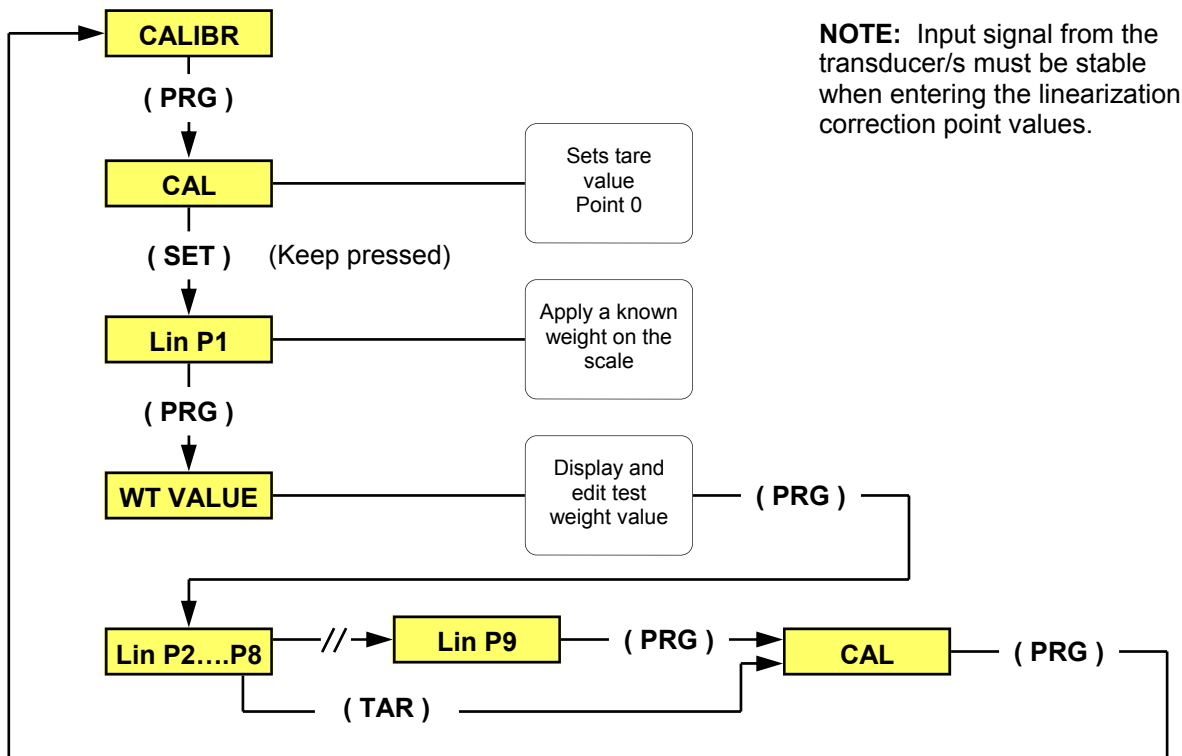 CALIBR
NOTE: Input signal from the
transducer/s must be stable
when entering the linearization
correction point values.
( PRG )
CAL
Sets tare
value
Point 0
( SET ) (Keep pressed)
Lin P1
Apply a known
weight on the
scale
( PRG )
WT VALUE
Display and
edit test
weight value
( PRG )
Lin P2....P8
//
Lin P9
( PRG )
CAL
( PRG )
( TAR )